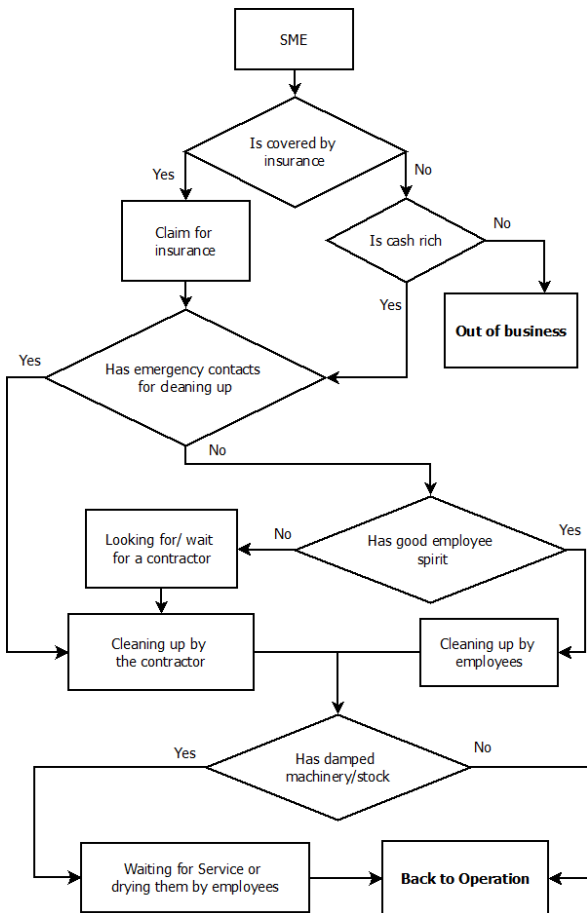 SME
Is covered by
insurance
Yes
No
Claim for
insurance
Is cash rich
No
Yes
Out of business
Yes
Has emergency contacts
for cleaning up
No
Looking for/ wait
for a contractor
No
Has good employee
spirit
Yes
Cleaning up by
the contractor
Cleaning up by
employees
Yes
Has damped
machinery/stock
No
Waiting for Service or
drying them by employees
Back to Operation